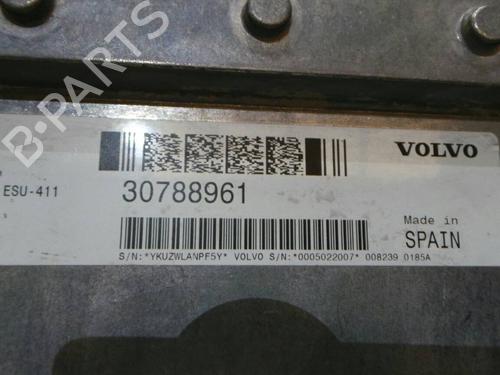 B-PARTS
VOLVO
ESU-411
30788961
Made in
SPAIN
S/N:*YKUZWLANPF5Y* VOLVO S/N:*0005022007* 008239 0185A